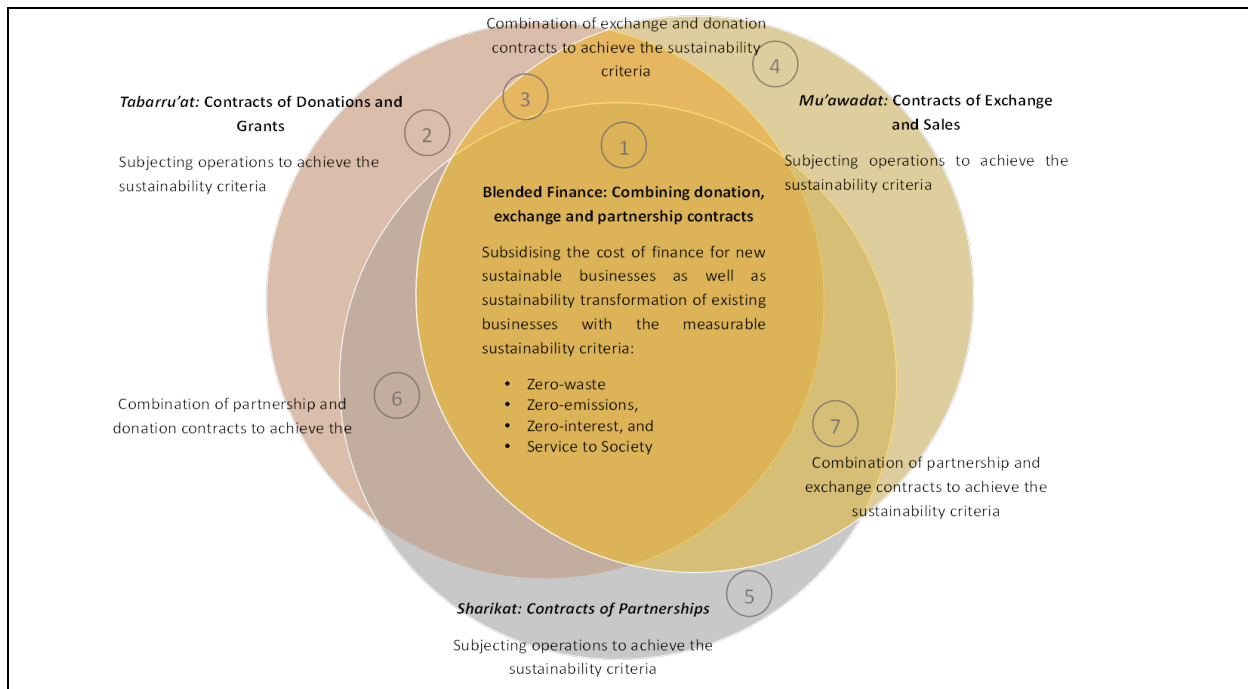 Combination of exchange and donation
contracts to achieve the sustainability
criteria
3
4
Tabarru’at: Contracts of Donations and
Grants
2
Subjecting operations to achieve the
sustainability criteria
Mu’awadat: Contracts of Exchange
and Sales
Subjecting operations to achieve the
sustainability criteria
1
Blended Finance: Combining donation,
exchange and partnership contracts
Subsidising the cost of finance for new
sustainable businesses as well as
sustainability transformation of existing
businesses with the measurable
sustainability criteria:
• Zero-waste
• Zero-emissions,
• Zero-interest, and
• Service to Society
6
Combination of partnership and
donation contracts to achieve the
7
Combination of partnership and
exchange contracts to achieve the
sustainability criteria
5
Sharikat: Contracts of Partnerships
Subjecting operations to achieve the
sustainability criteria